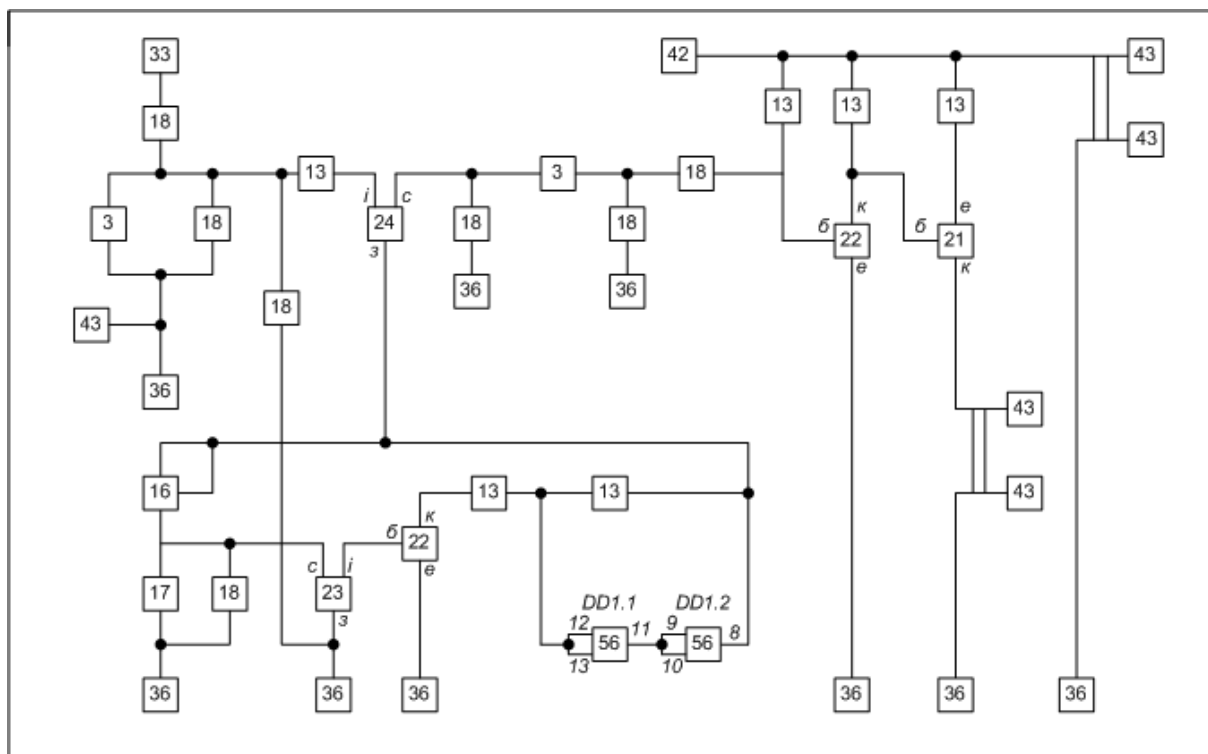 33 42 43
18 13 13 13
43
13 3 18
і с
3 18 24 18 18 к е
б 22 б 21
з е к
18 36 36
43
36
43
16 13 13 43
к
б 22
с і е
17 18 23 DD1.1 DD1.2
з 12 11 9 8
56 56
13 10
36 36 36 36 36 36